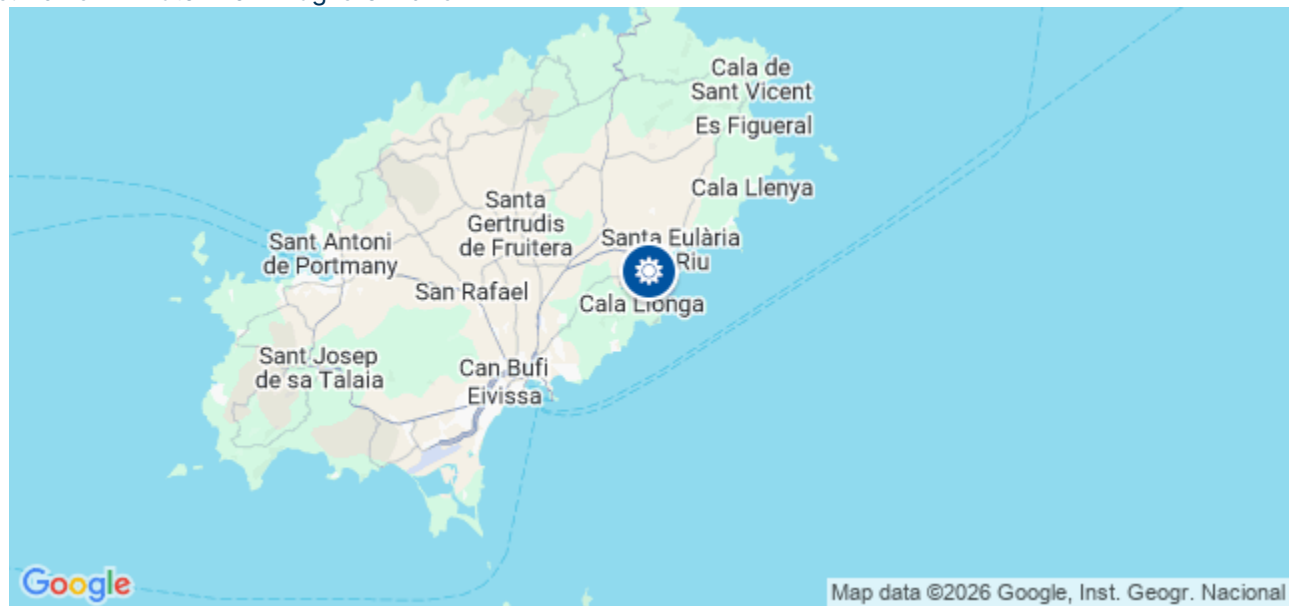 Cala de
Sant Vicent
Es Figueral
Cala Llenya
Santa
Gertrudis
de Fruitera
Santa Eulària
Riu
Sant Antoni
de Portmany
San Rafael
Cala Llonga
Sant Josep
de sa Talaia
Can Bufi
Eivissa
Google
Map data ©2026 Google, Inst. Geogr. Nacional